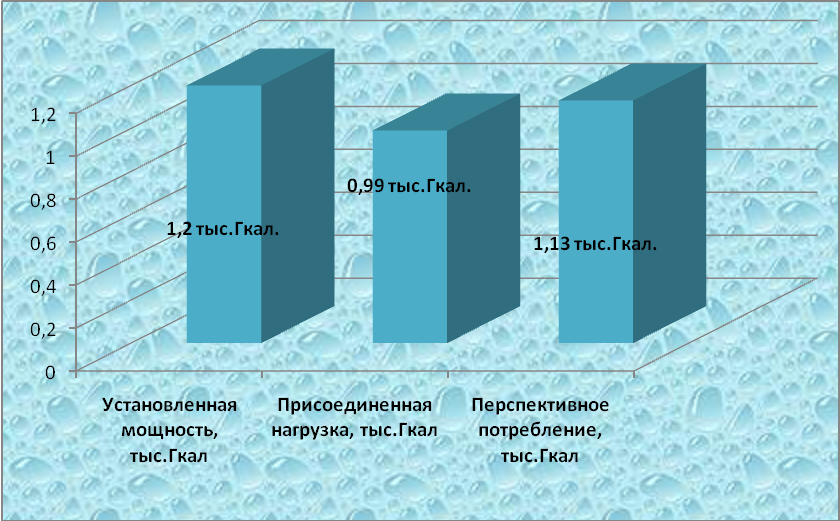 1,2
1
0,8
0,6
0,4
0,2
0
1,2 тыс.Гкал.
0,99 тыс.Гкал.
1,13 тыс.Гкал.
Установленная
мощность,
тыс.Гкал
Присоединенная
нагрузка, тыс.Гкал
Перспективное
потребление,
тыс.Гкал